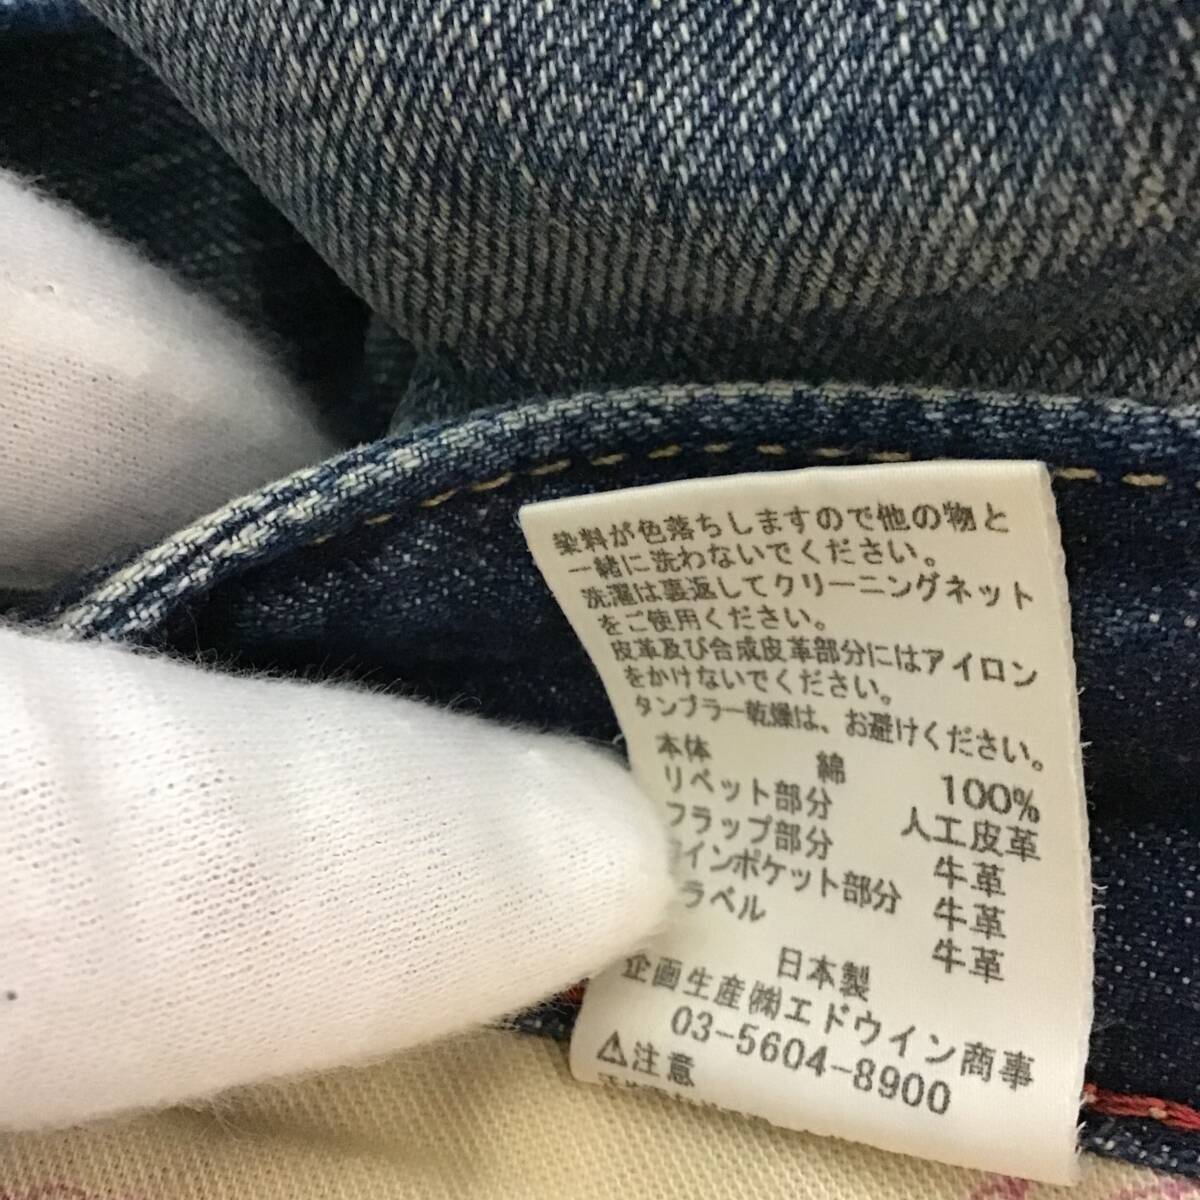 染料が色落ちしますので他の物と
一緒に洗わないでください。
洗濯は裏返してクリーニングネット
をご使用ください。
皮革及び合成皮革部分にはアイロン
をかけないでください。
タンブラー乾燥は、お避けください。
本体 綿 100%
リベット部分 人工皮革
フラップ部分 牛革
インポケット部分 牛革
ラベル 牛革
日本製
企画生産㈱エドウイン商事
03-5604-8900
⚠注意